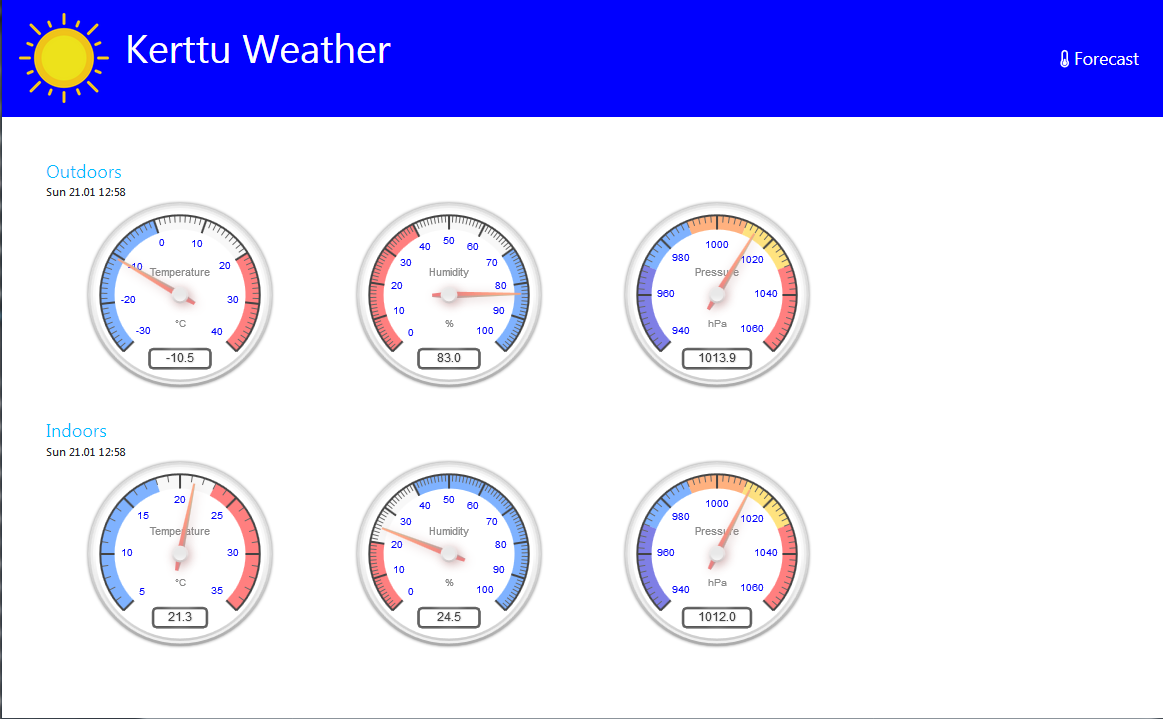 Kerttu Weather
Forecast
Outdoors
Sun 21.01 12:58
-30 -20 -10 0 10 20 30 40
Temperature
°C
-10.5
0 10 20 30 40 50 60 70 80 90 100
Humidity
%
83.0
940 960 980 1000 1020 1040 1060
Pressure
hPa
1013.9
Indoors
Sun 21.01 12:58
5 10 15 20 25 30 35
Temperature
°C
21.3
0 10 20 30 40 50 60 70 80 90 100
Humidity
%
24.5
940 960 980 1000 1020 1040 1060
Pressure
hPa
1012.0